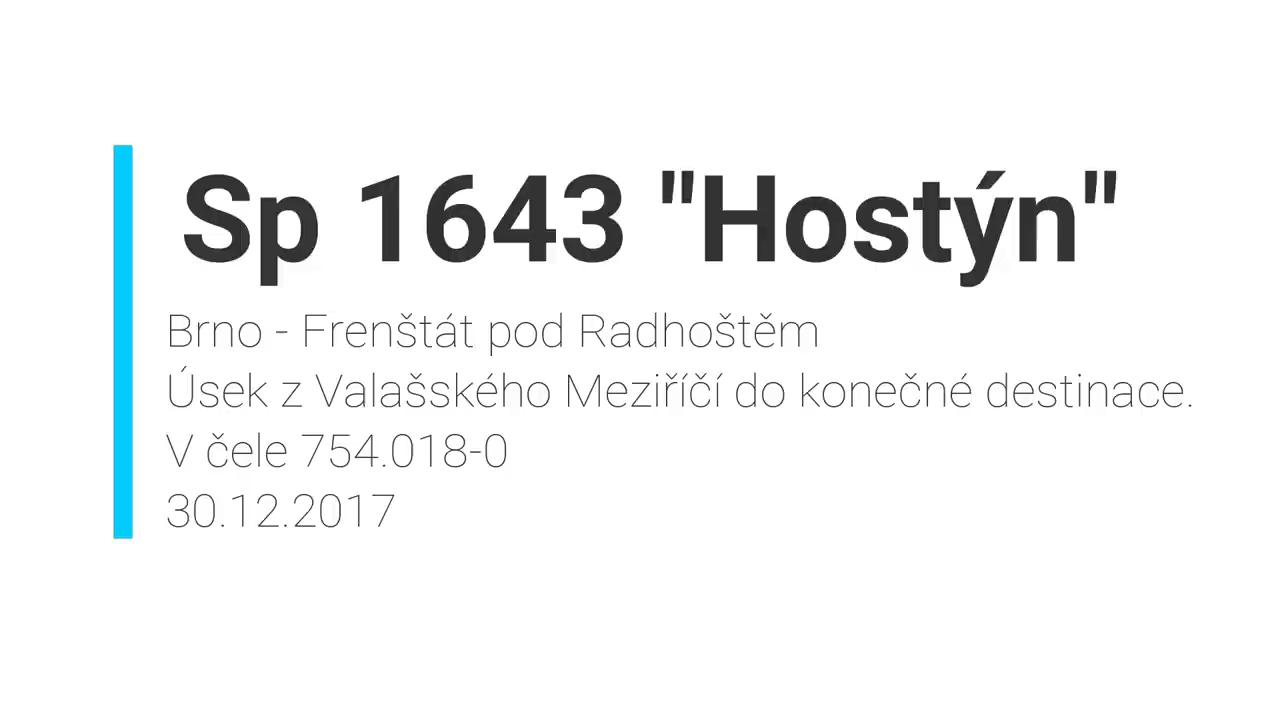 Sp 1643 "Hostýn"
Brno - Frenštát pod Radhoštěm
Úsek z Valašského Meziříčí do konečné destinace.
V čele 754.018-0
30.12.2017